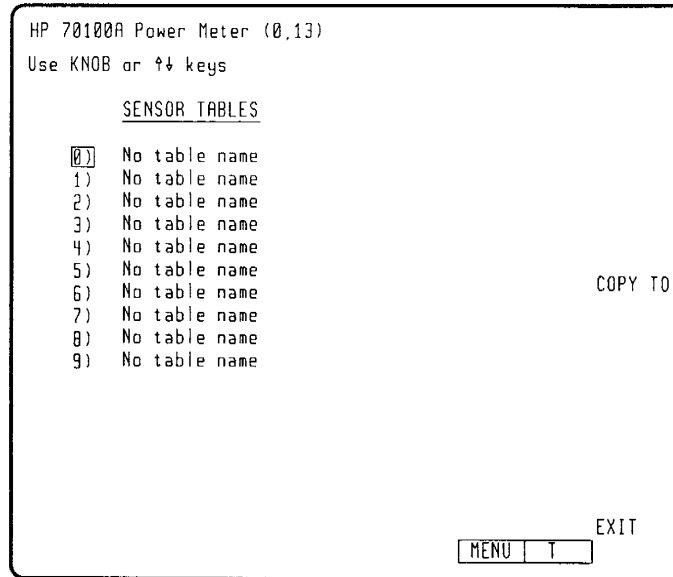 HP 70100A Power Meter (0,13)
Use KNOB or ↑↓ keys
SENSOR TABLES
0) No table name
1) No table name
2) No table name
3) No table name
4) No table name
5) No table name
6) No table name
7) No table name
8) No table name
9) No table name
COPY TO
EXIT
MENU T